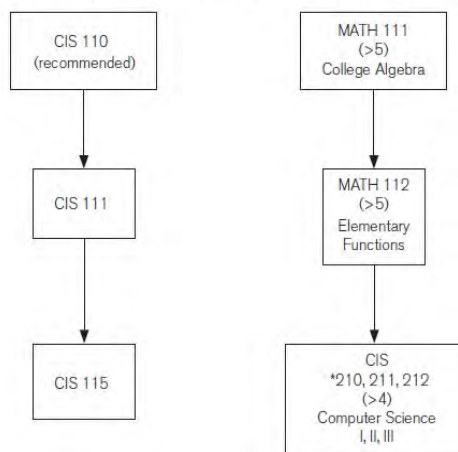 CIS 110
(recommended)
CIS 111
CIS 115
MATH 111
(>5)
College Algebra
MATH 112
(>5)
Elementary
Functions
CIS
*210, 211, 212
(>4)
Computer Science
I, II, III